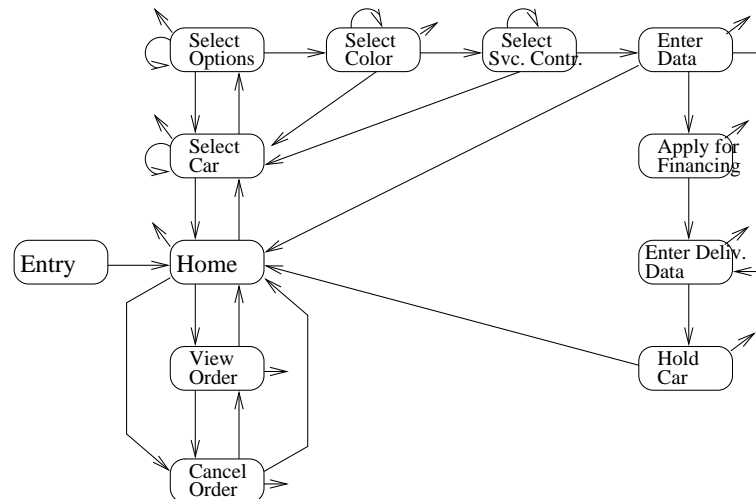 Select
Options
Select
Color
Select
Svc. Contr.
Enter
Data
Select
Car
Apply for
Financing
Entry
Home
Enter Deliv.
Data
View
Order
Hold
Car
Cancel
Order